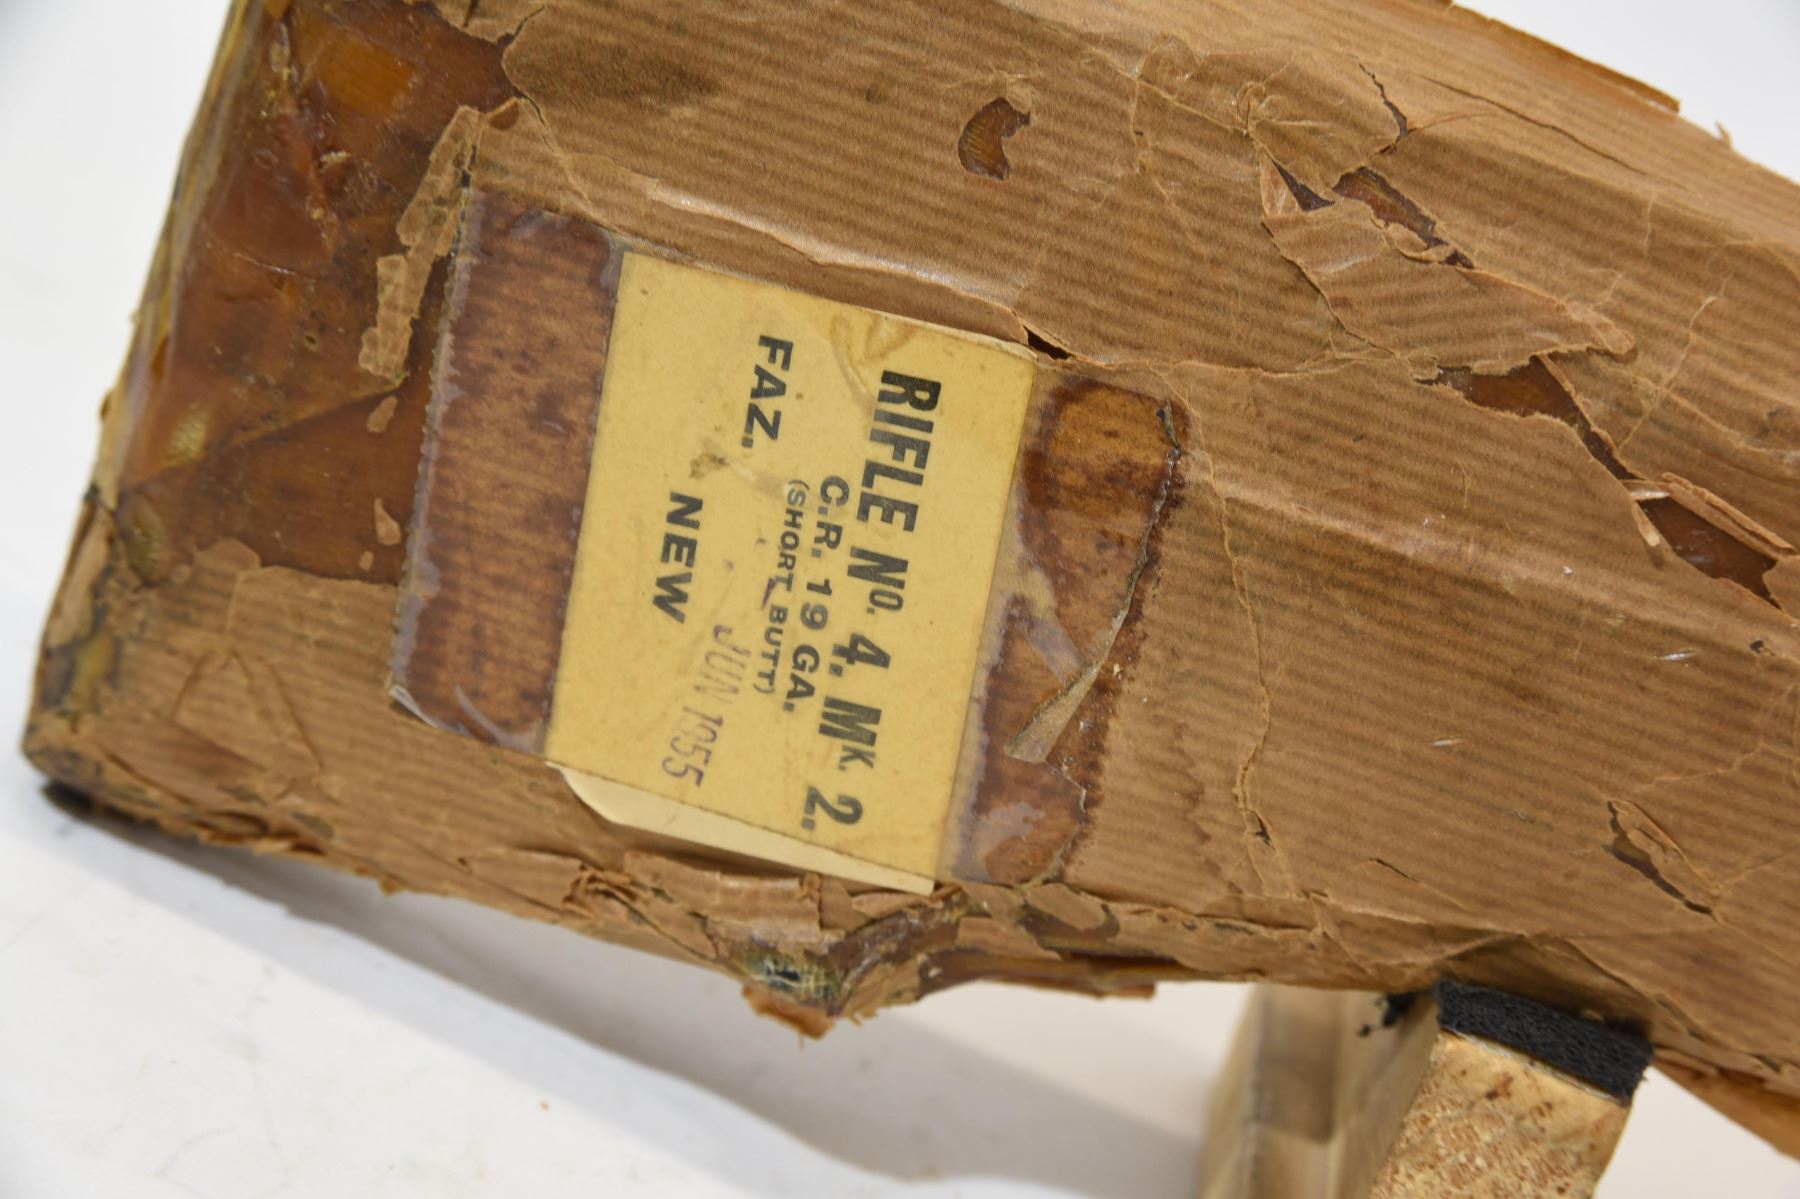 RIFLE No. 4. Mk. 2.
C.R. 19 GA.
(SHORT BUTT)
FAZ.
JUN 1955
NEW